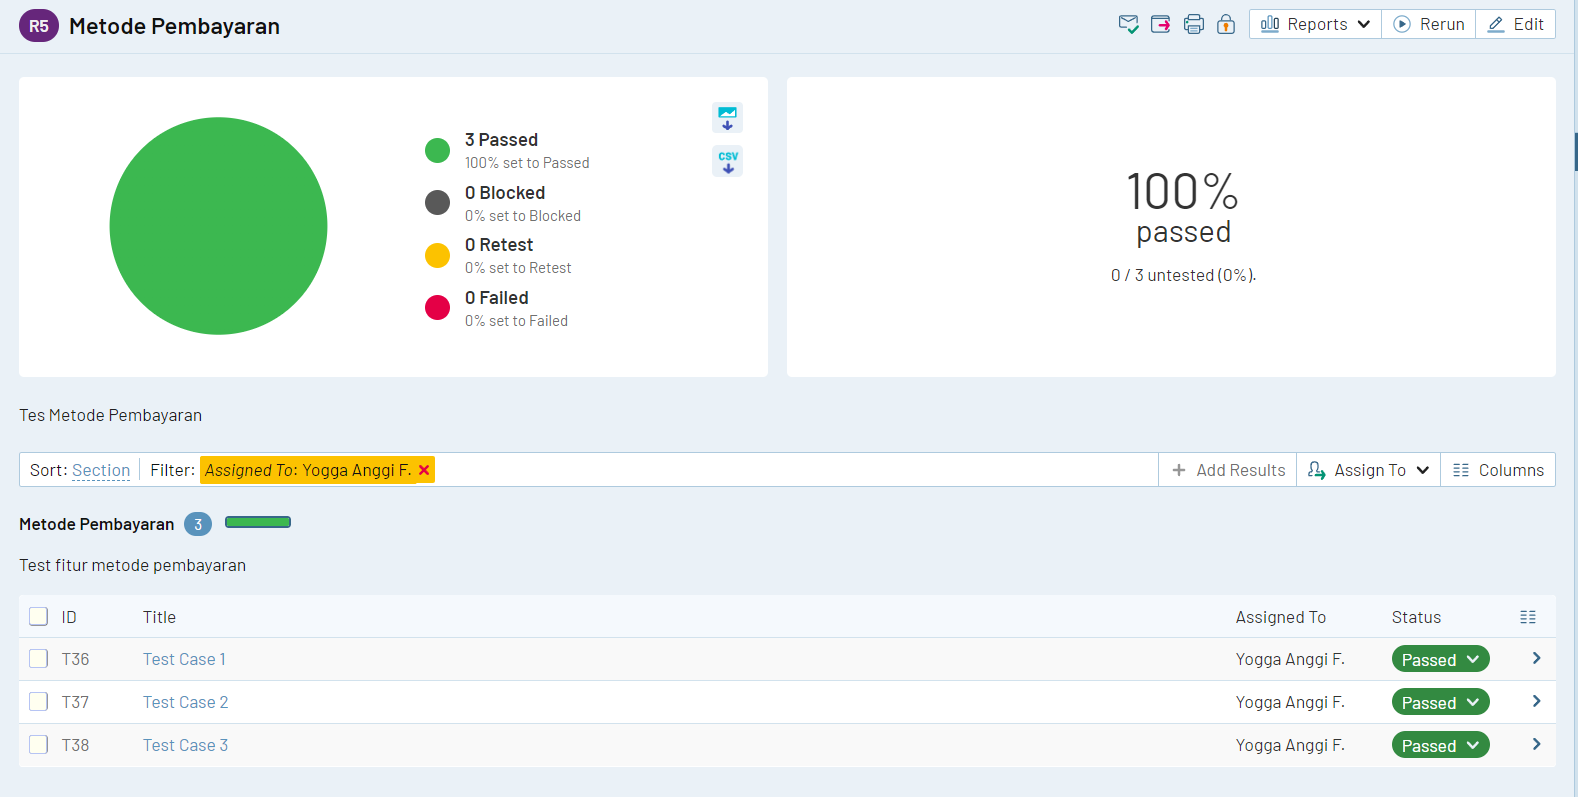 R5 Metode Pembayaran
Reports Rerun Edit
3 Passed
100% set to Passed
0 Blocked
0% set to Blocked
0 Retest
0% set to Retest
0 Failed
0% set to Failed
CSV
100%
passed
0 / 3 untested (0%).
Tes Metode Pembayaran
Sort: Section Filter: Assigned To: Yogga Anggi F. Add Results Assign To Columns
Metode Pembayaran 3
Test fitur metode pembayaran
ID Title Assigned To Status
T36 Test Case 1 Yogga Anggi F. Passed
T37 Test Case 2 Yogga Anggi F. Passed
T38 Test Case 3 Yogga Anggi F. Passed